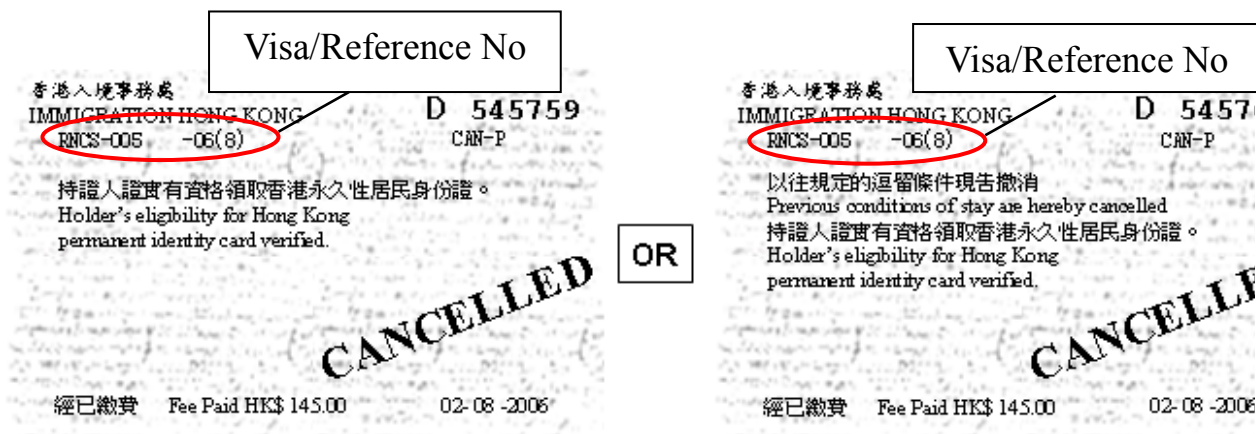 Visa/Reference No
香港入境事務處
IMMIGRATION HONG KONG
D 545759
RNCS-005 -06(8)
CAN-P
持證人證實有資格領取香港永久性居民身份證。
Holder's eligibility for Hong Kong
permanent identity card verified.
CANCELLED
經已繳費 Fee Paid HK$ 145.00 02-08-2006
OR
Visa/Reference No
香港入境事務處
IMMIGRATION HONG KONG
D 5457
RNCS-005 -06(8)
CAN-P
以往規定的逗留條件現告撤消
Previous conditions of stay are hereby cancelled
持證人證實有資格領取香港永久性居民身份證。
Holder's eligibility for Hong Kong
permanent identity card verified.
CANCELLE
經已繳費 Fee Paid HK$ 145.00 02-08-2006